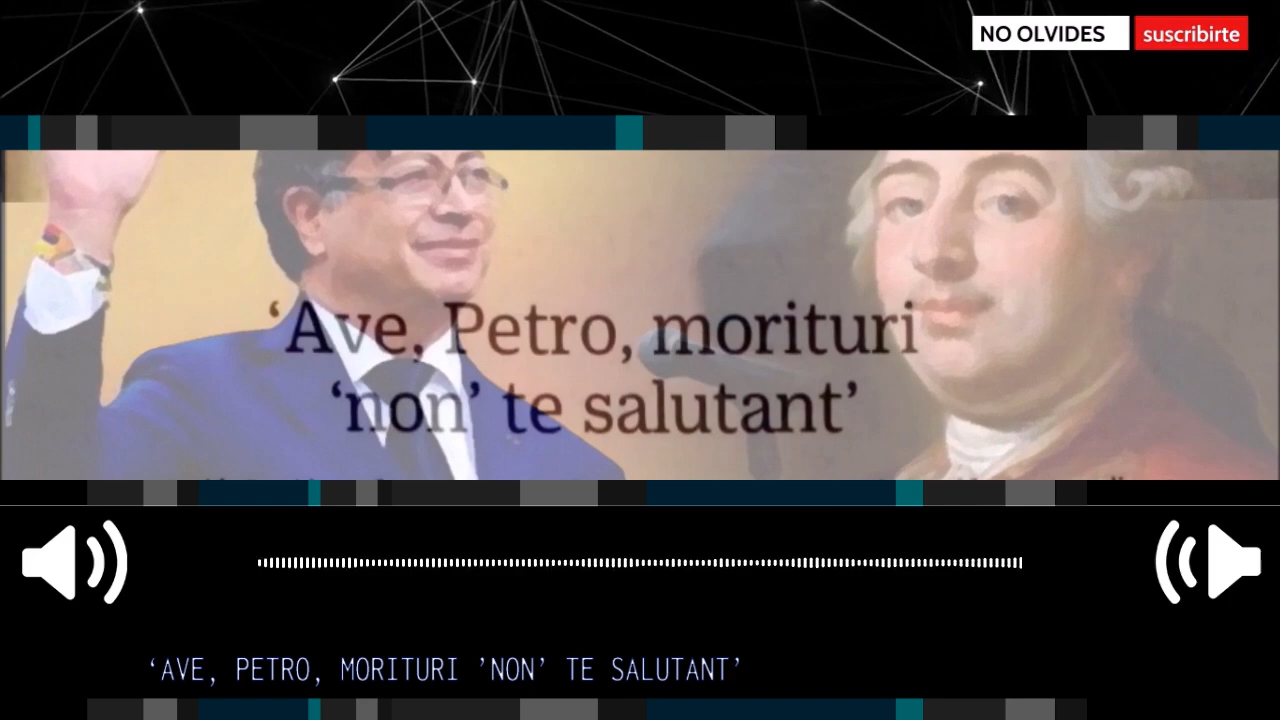 NO OLVIDES suscribirte
‘Ave, Petro, morituri
‘non’ te salutant’
‘AVE, PETRO, MORITURI ’NON’ TE SALUTANT’